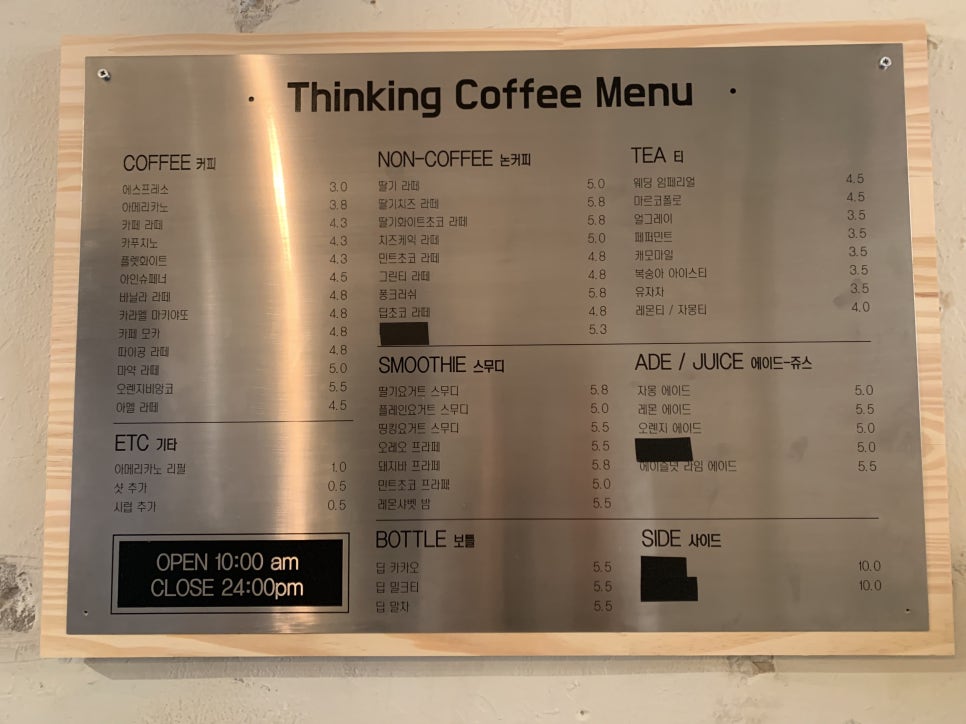 · Thinking Coffee Menu ·
COFFEE 커피
에스프레소 3.0
아메리카노 3.8
카페 라떼 4.3
카푸치노 4.3
플렛화이트 4.3
아인슈페너 4.5
바닐라 라떼 4.8
카라멜 마키야또 4.8
카페 모카 4.8
따이공 라떼 4.8
마약 라떼 5.0
오렌지비앙코 5.5
아멜 라떼 4.5
ETC 기타
아메리카노 리필 1.0
샷 추가 0.5
시럽 추가 0.5
OPEN 10:00 am
CLOSE 24:00pm
NON-COFFEE 논커피
딸기 라떼 5.0
딸기치즈 라떼 5.8
딸기화이트초코 라떼 5.8
치즈케익 라떼 5.0
민트초코 라떼 4.8
그린티 라떼 4.8
퐁크러쉬 5.8
딥초코 라떼 4.8
5.3
SMOOTHIE 스무디
딸기요거트 스무디 5.8
플레인요거트 스무디 5.0
띵킹요거트 스무디 5.5
오레오 프라페 5.5
돼지바 프라페 5.8
민트초코 프라페 5.0
레몬샤벳 밤 5.5
BOTTLE 보틀
딥 카카오 5.5
딥 밀크티 5.5
딥 말차 5.5
TEA 티
웨딩 임페리얼 4.5
마르코폴로 4.5
얼그레이 3.5
페퍼민트 3.5
캐모마일 3.5
복숭아 아이스티 3.5
유자차 3.5
레몬티 / 자몽티 4.0
ADE / JUICE 에이드-쥬스
자몽 에이드 5.0
레몬 에이드 5.5
오렌지 에이드 5.0
5.0
라임 에이드 5.5
SIDE 사이드
10.0
10.0